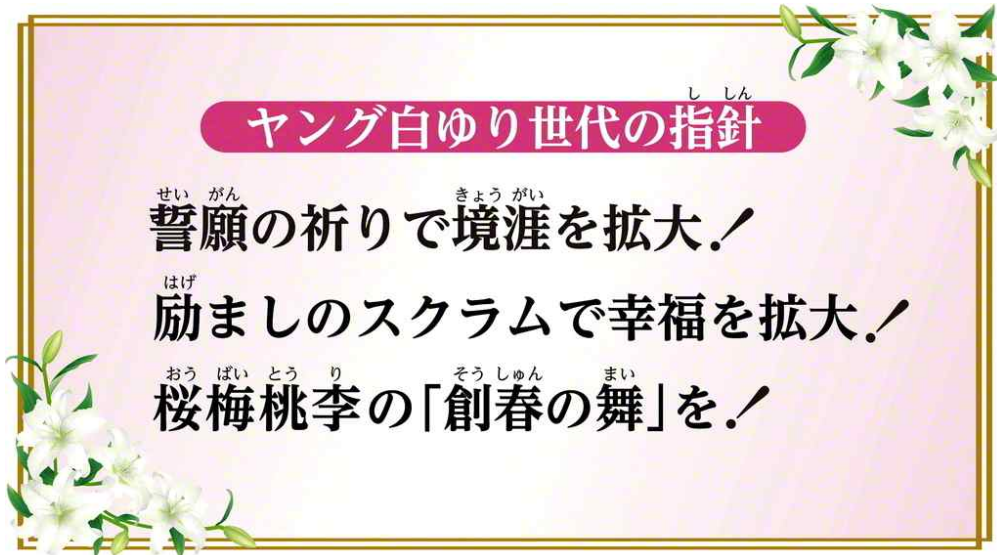 ヤング白ゆり世代の指針
誓願の祈りで境涯を拡大！
励ましのスクラムで幸福を拡大！
桜梅桃李の「創春の舞」を！